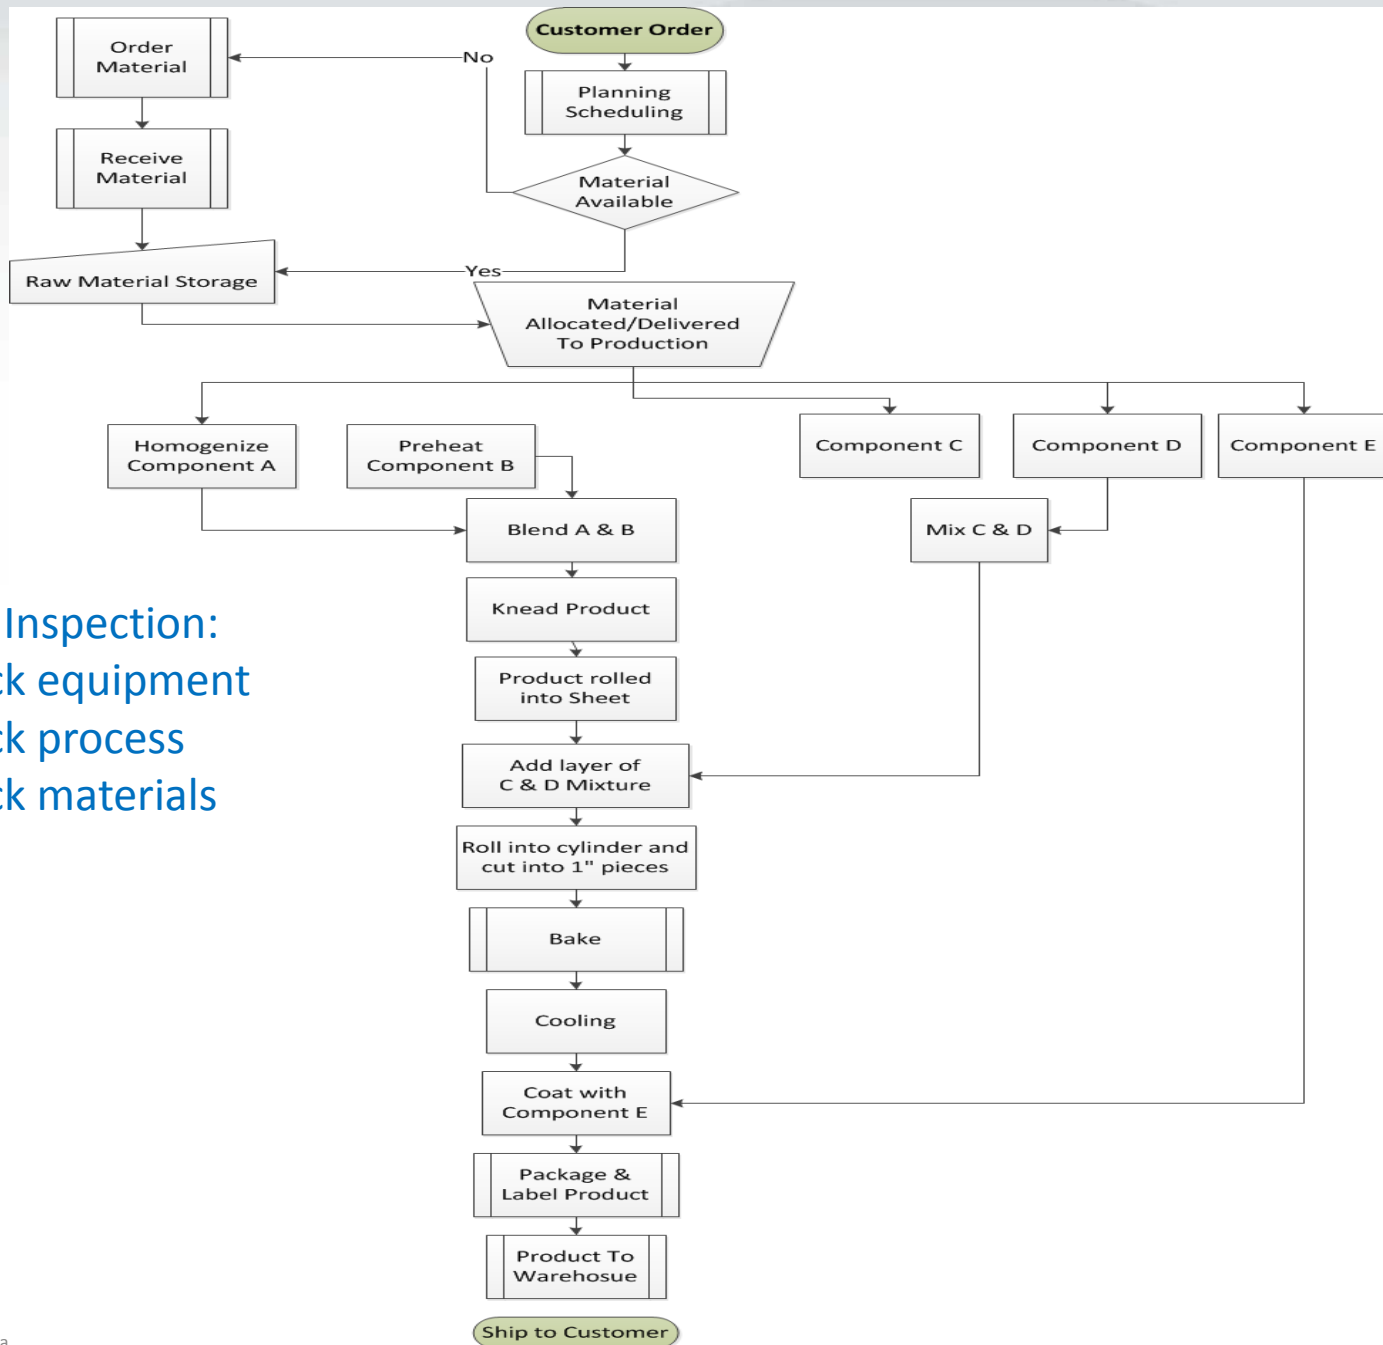 Customer Order
Order
Material
No
Planning
Scheduling
Receive
Material
Material
Available
Yes
Raw Material Storage
Material
Allocated/Delivered
To Production
Homogenize
Component A
Preheat
Component B
Component C
Component D
Component E
Blend A & B
Mix C & D
Knead Product
Inspection:
ck equipment
ck process
ck materials
Product rolled
into Sheet
Add layer of
C & D Mixture
Roll into cylinder and
cut into 1" pieces
Bake
Cooling
Coat with
Component E
Package &
Label Product
Product To
Warehosue
Ship to Customer
a